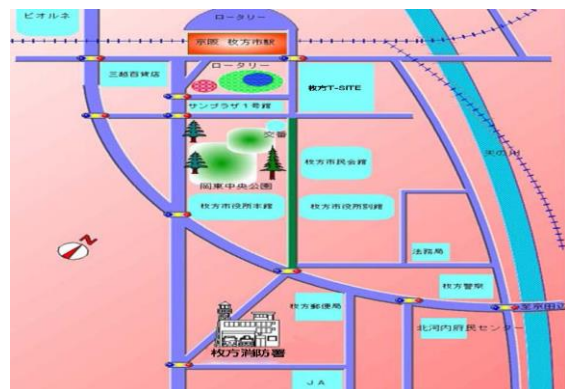 ビオルネ
ロータリー
京阪 枚方市駅
ロータリー
三越百貨店
枚方T-SITE
サンプラザ1号館
交番
枚方市民会館
天の川
岡東中央公園
枚方市役所本館
枚方市役所別館
N
法務局
枚方警察
枚方郵便局
至京田辺
北河内府民センター
枚方消防署
JA